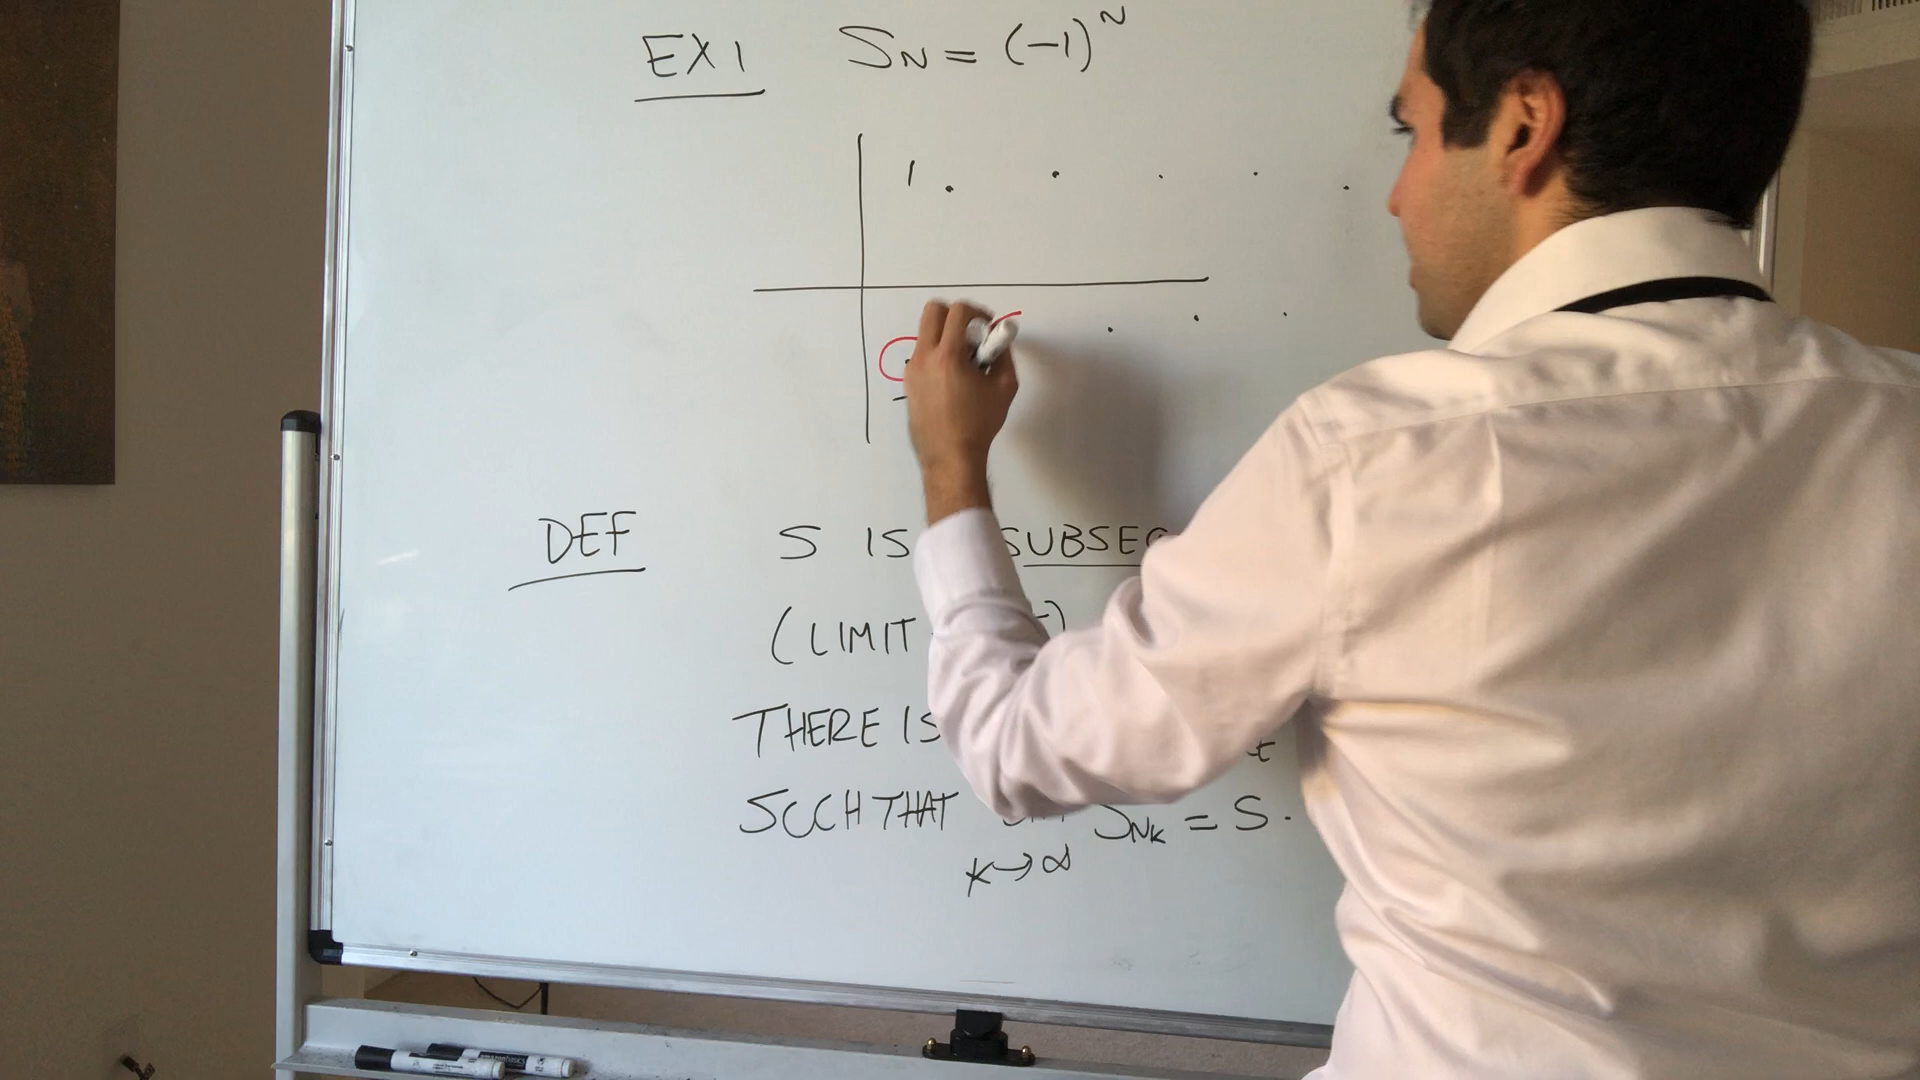 EX 1 SN = (-1)^N
1
DEF S IS SUBSEQ
(LIMIT
THERE IS
SUCH THAT SNK = S.
K→∞